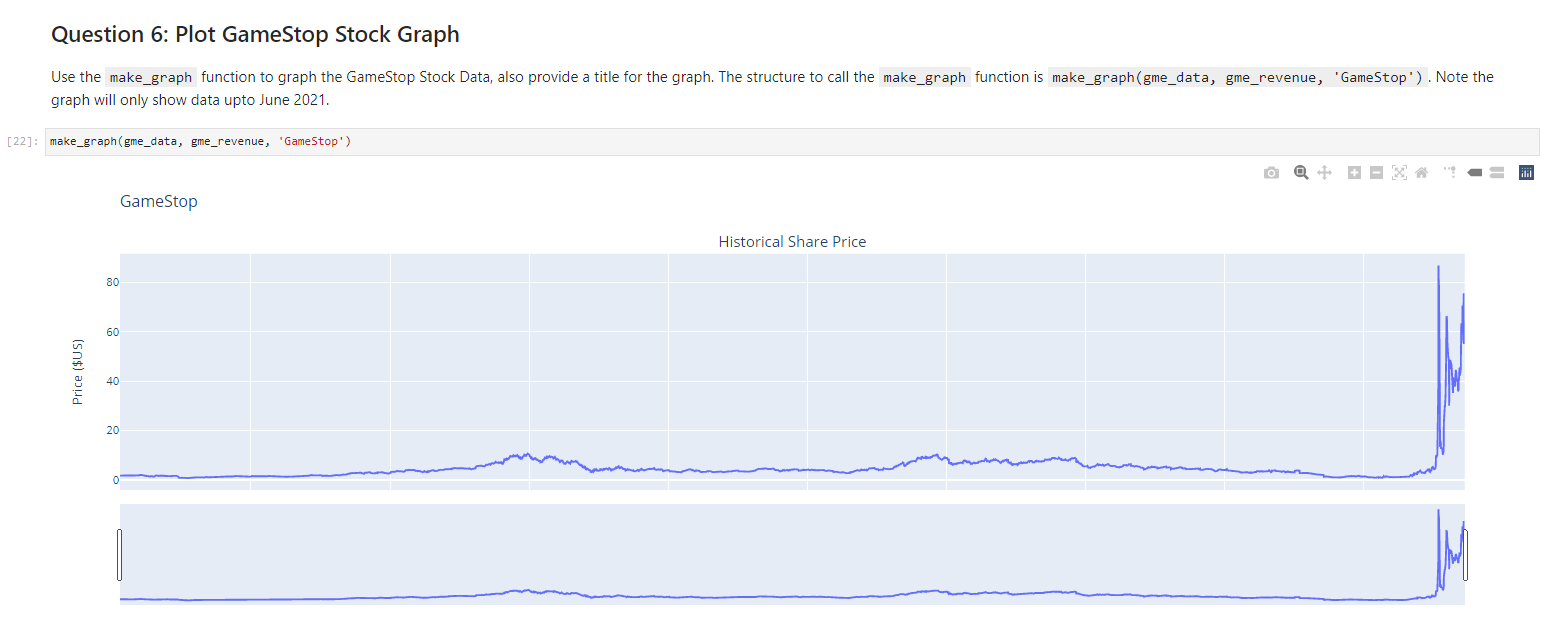 Question 6: Plot GameStop Stock Graph
Use the make_graph function to graph the GameStop Stock Data, also provide a title for the graph. The structure to call the make_graph function is make_graph(gme_data, gme_revenue, 'GameStop') . Note the
graph will only show data upto June 2021.
[22]: make_graph(gme_data, gme_revenue, 'GameStop')
GameStop
Historical Share Price
80
60
40
20
0
Price ($US)